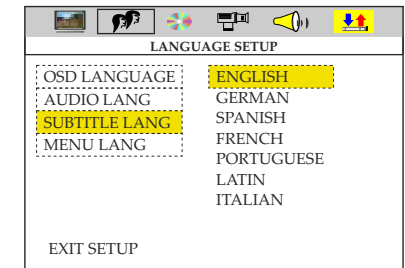 LANGUAGE SETUP
OSD LANGUAGE
AUDIO LANG
SUBTITLE LANG
MENU LANG
ENGLISH
GERMAN
SPANISH
FRENCH
PORTUGUESE
LATIN
ITALIAN
EXIT SETUP